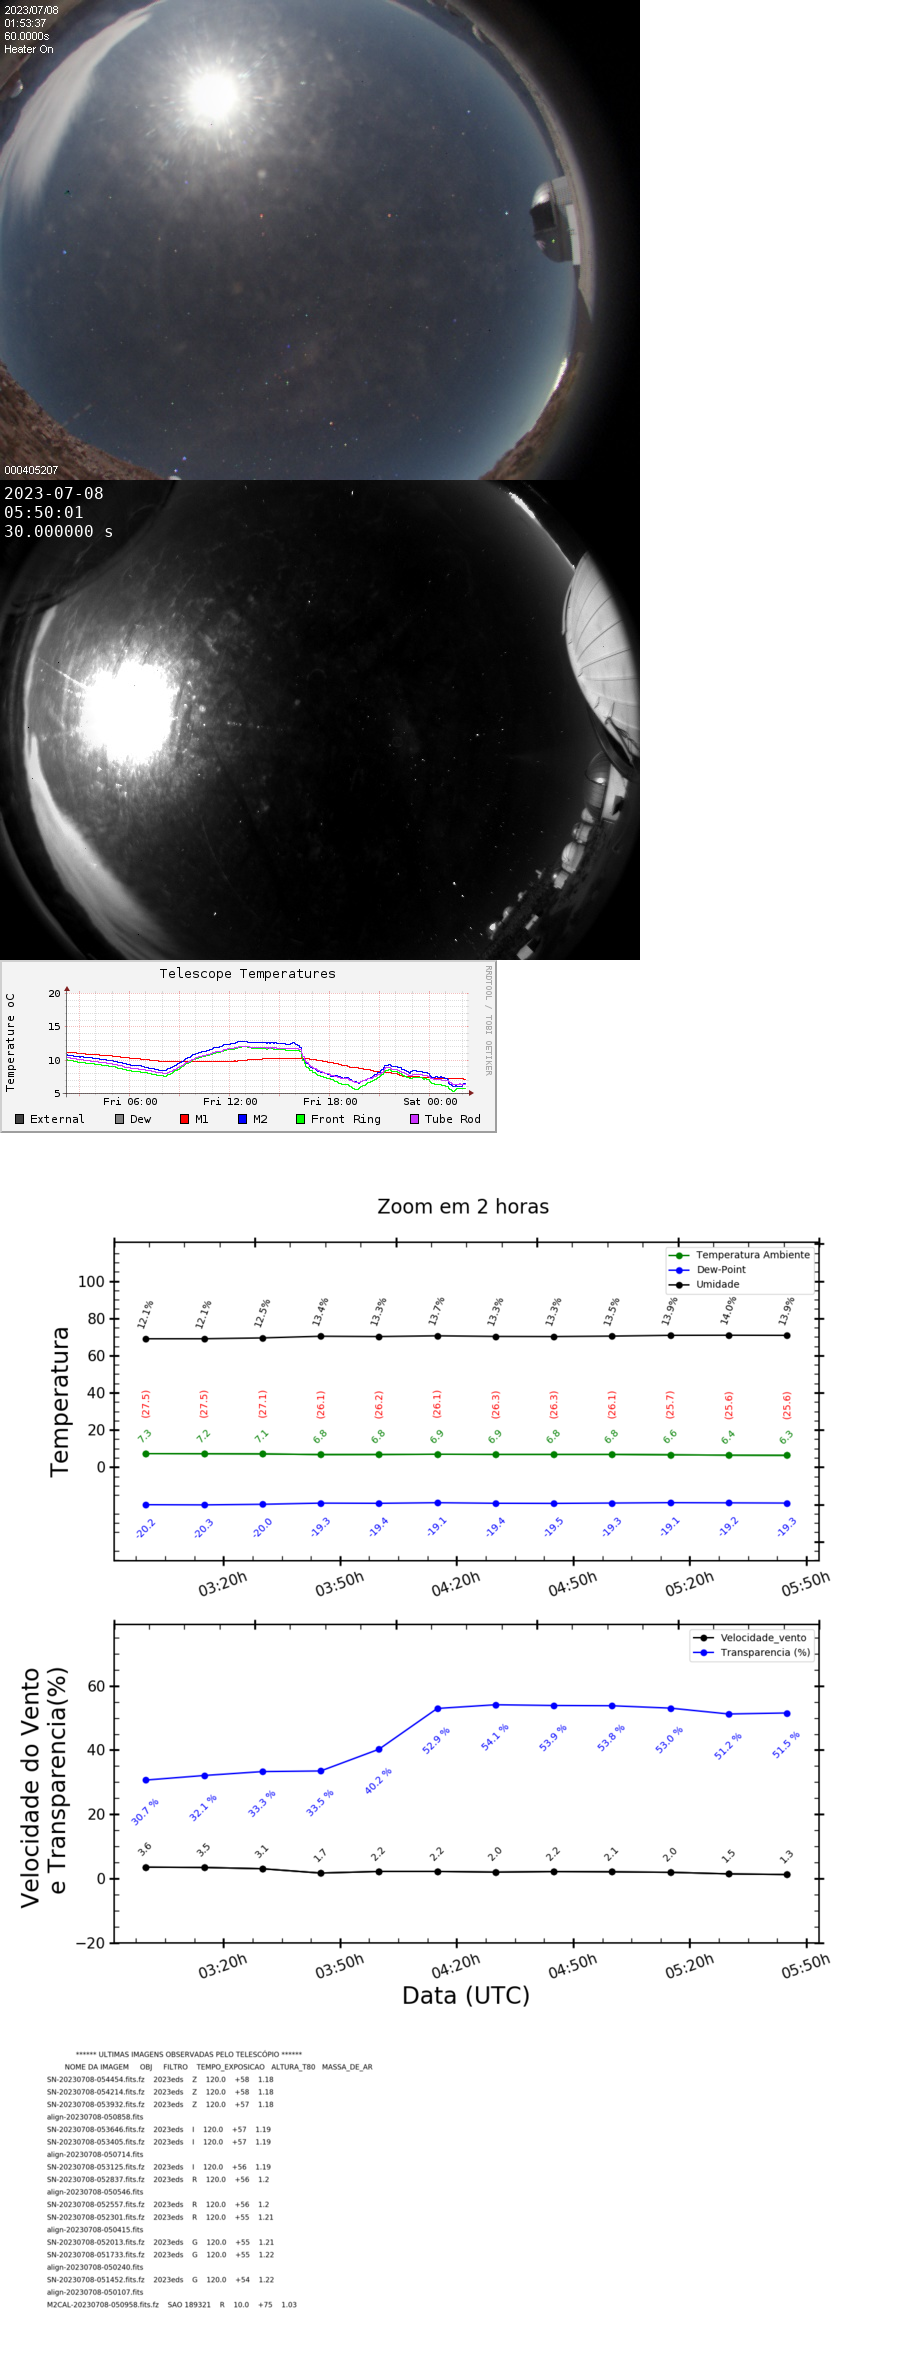 2023/07/08
01:53:37
60.0000s
Heater On
000405207
2023-07-08
05:50:01
30.000000 s
Telescope Temperatures
RRDTOOL / TOBI OETIKER
Temperature oC
20
15
10
5
Fri 06:00 Fri 12:00 Fri 18:00 Sat 00:00
External Dew M1 M2 Front Ring Tube Rod
Zoom em 2 horas
Temperatura Ambiente
Dew-Point
Umidade
Temperatura
100
80
60
40
20
0
12.1% 12.1% 12.5% 13.4% 13.3% 13.7% 13.3% 13.3% 13.5% 13.9% 14.0% 13.9%
(27.5) (27.5) (27.1) (26.1) (26.2) (26.1) (26.3) (26.3) (26.1) (25.7) (25.6) (25.6)
7.3 7.2 7.1 6.8 6.8 6.9 6.9 6.8 6.8 6.6 6.4 6.3
-20.2 -20.3 -20.0 -19.3 -19.4 -19.1 -19.4 -19.5 -19.3 -19.1 -19.2 -19.3
03:20h 03:50h 04:20h 04:50h 05:20h 05:50h
Velocidade_vento
Transparencia (%)
Velocidade do Vento
e Transparencia(%)
60
40
20
0
−20
30.7 % 32.1 % 33.3 % 33.5 % 40.2 % 52.9 % 54.1 % 53.9 % 53.8 % 53.0 % 51.2 % 51.5 %
3.6 3.5 3.1 1.7 2.2 2.2 2.0 2.2 2.1 2.0 1.5 1.3
03:20h 03:50h 04:20h 04:50h 05:20h 05:50h
Data (UTC)
****** ULTIMAS IMAGENS OBSERVADAS PELO TELESCÓPIO ******
NOME DA IMAGEM OBJ FILTRO TEMPO_EXPOSICAO ALTURA_T80 MASSA_DE_AR
SN-20230708-054454.fits.fz 2023eds Z 120.0 +58 1.18
SN-20230708-054214.fits.fz 2023eds Z 120.0 +58 1.18
SN-20230708-053932.fits.fz 2023eds Z 120.0 +57 1.18
align-20230708-050858.fits
SN-20230708-053646.fits.fz 2023eds I 120.0 +57 1.19
SN-20230708-053405.fits.fz 2023eds I 120.0 +57 1.19
align-20230708-050714.fits
SN-20230708-053125.fits.fz 2023eds I 120.0 +56 1.19
SN-20230708-052837.fits.fz 2023eds R 120.0 +56 1.2
align-20230708-050546.fits
SN-20230708-052557.fits.fz 2023eds R 120.0 +56 1.2
SN-20230708-052301.fits.fz 2023eds R 120.0 +55 1.21
align-20230708-050415.fits
SN-20230708-052013.fits.fz 2023eds G 120.0 +55 1.21
SN-20230708-051733.fits.fz 2023eds G 120.0 +55 1.22
align-20230708-050240.fits
SN-20230708-051452.fits.fz 2023eds G 120.0 +54 1.22
align-20230708-050107.fits
M2CAL-20230708-050958.fits.fz SAO 189321 R 10.0 +75 1.03